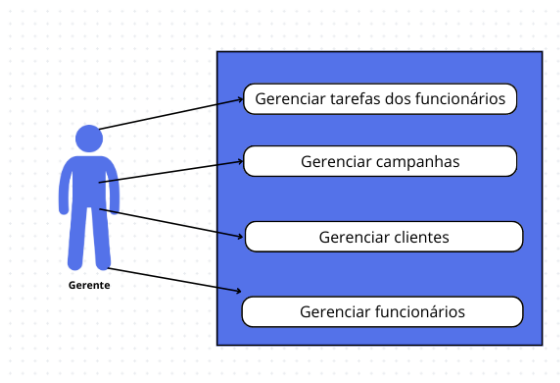 Gerenciar tarefas dos funcionários
Gerenciar campanhas
Gerenciar clientes
Gerenciar funcionários
Gerente